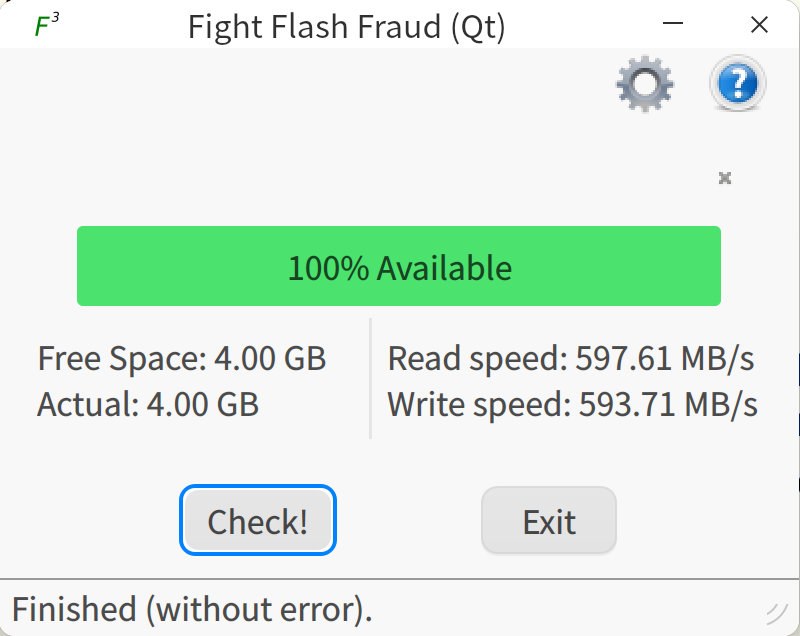 F³ Fight Flash Fraud (Qt)
?
100% Available
Free Space: 4.00 GB
Actual: 4.00 GB
Read speed: 597.61 MB/s
Write speed: 593.71 MB/s
Check!
Exit
Finished (without error).